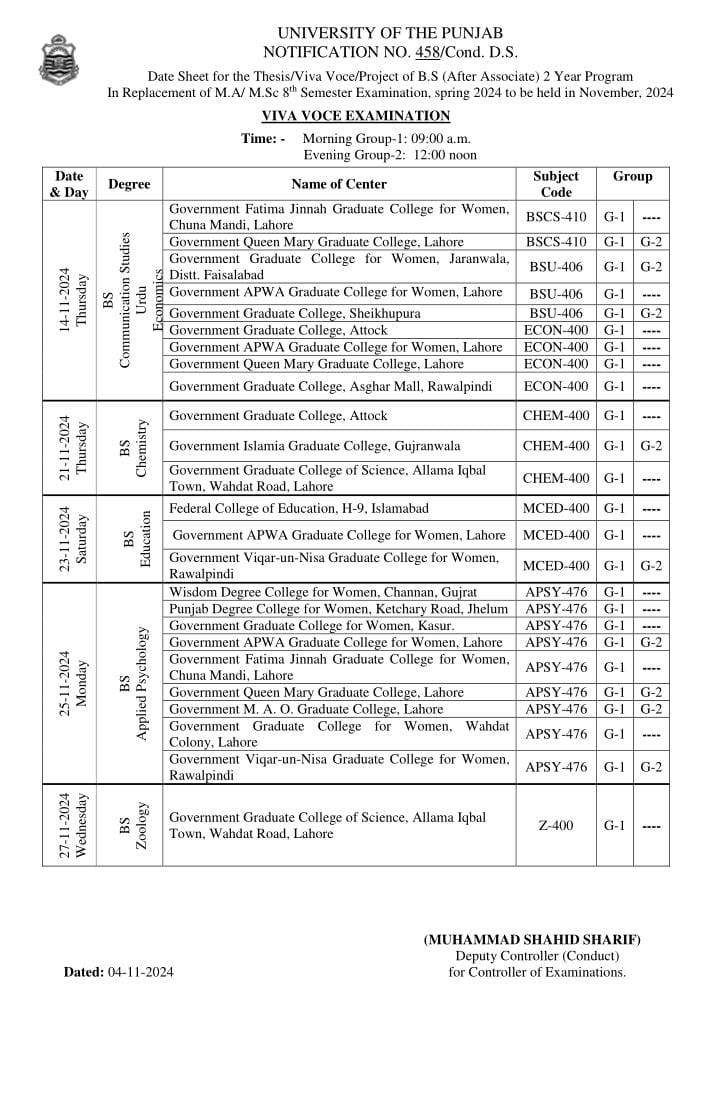 UNIVERSITY OF THE PUNJAB
NOTIFICATION NO. 458/Cond. D.S.
Date Sheet for the Thesis/Viva Voce/Project of B.S (After Associate) 2 Year Program
In Replacement of M.A/ M.Sc 8th Semester Examination, spring 2024 to be held in November, 2024
VIVA VOCE EXAMINATION
Time: - Morning Group-1: 09:00 a.m.
Evening Group-2: 12:00 noon
Date & Day Degree Name of Center Subject Code Group
14-11-2024
Thursday
BS
Communication Studies
Urdu
Economics
Government Fatima Jinnah Graduate College for Women,
Chuna Mandi, Lahore BSCS-410 G-1 ----
Government Queen Mary Graduate College, Lahore BSCS-410 G-1 G-2
Government Graduate College for Women, Jaranwala,
Distt. Faisalabad BSU-406 G-1 G-2
Government APWA Graduate College for Women, Lahore BSU-406 G-1 ----
Government Graduate College, Sheikhupura BSU-406 G-1 G-2
Government Graduate College, Attock ECON-400 G-1 ----
Government APWA Graduate College for Women, Lahore ECON-400 G-1 ----
Government Queen Mary Graduate College, Lahore ECON-400 G-1 ----
Government Graduate College, Asghar Mall, Rawalpindi ECON-400 G-1 ----
21-11-2024
Thursday
BS
Chemistry
Government Graduate College, Attock CHEM-400 G-1 ----
Government Islamia Graduate College, Gujranwala CHEM-400 G-1 G-2
Government Graduate College of Science, Allama Iqbal
Town, Wahdat Road, Lahore CHEM-400 G-1 ----
23-11-2024
Saturday
BS
Education
Federal College of Education, H-9, Islamabad MCED-400 G-1 ----
Government APWA Graduate College for Women, Lahore MCED-400 G-1 ----
Government Viqar-un-Nisa Graduate College for Women,
Rawalpindi MCED-400 G-1 G-2
25-11-2024
Monday
BS
Applied Psychology
Wisdom Degree College for Women, Channan, Gujrat APSY-476 G-1 ----
Punjab Degree College for Women, Ketchary Road, Jhelum APSY-476 G-1 ----
Government Graduate College for Women, Kasur. APSY-476 G-1 ----
Government APWA Graduate College for Women, Lahore APSY-476 G-1 G-2
Government Fatima Jinnah Graduate College for Women,
Chuna Mandi, Lahore APSY-476 G-1 ----
Government Queen Mary Graduate College, Lahore APSY-476 G-1 G-2
Government M. A. O. Graduate College, Lahore APSY-476 G-1 G-2
Government Graduate College for Women, Wahdat
Colony, Lahore APSY-476 G-1 ----
Government Viqar-un-Nisa Graduate College for Women,
Rawalpindi APSY-476 G-1 G-2
27-11-2024
Wednesday
BS
Zoology
Government Graduate College of Science, Allama Iqbal
Town, Wahdat Road, Lahore Z-400 G-1 ----
(MUHAMMAD SHAHID SHARIF)
Deputy Controller (Conduct)
Dated: 04-11-2024 for Controller of Examinations.